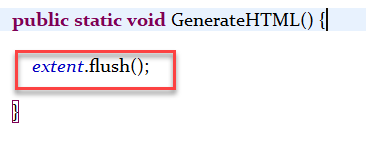 public static void GenerateHTML() {
extent.flush();
}